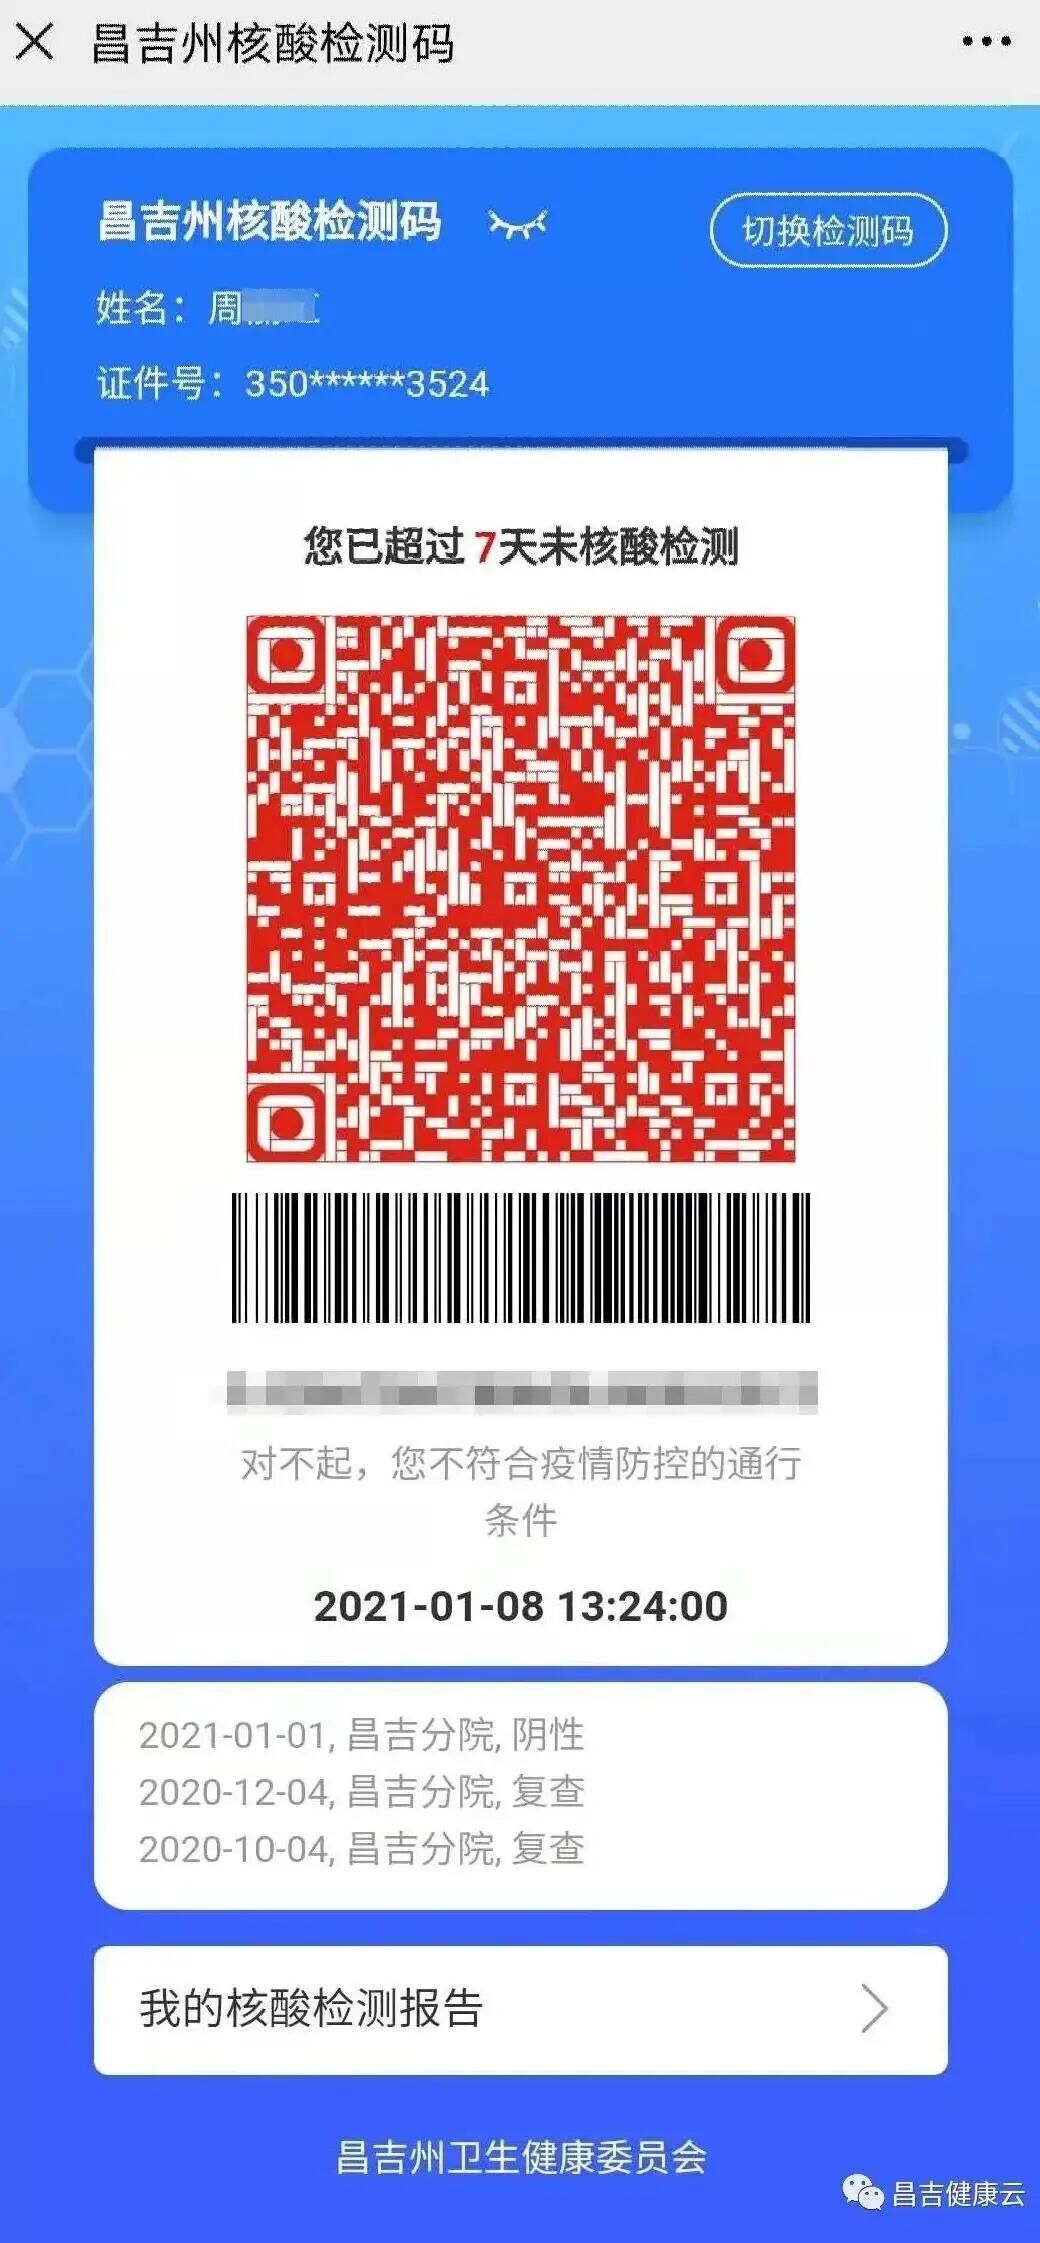 昌吉州核酸检测码
昌吉州核酸检测码
切换检测码
姓名：周
证件号：350******3524
您已超过 7天未核酸检测
对不起，您不符合疫情防控的通行
条件
2021-01-08 13:24:00
2021-01-01, 昌吉分院, 阴性
2020-12-04, 昌吉分院, 复查
2020-10-04, 昌吉分院, 复查
我的核酸检测报告
昌吉州卫生健康委员会
昌吉健康云